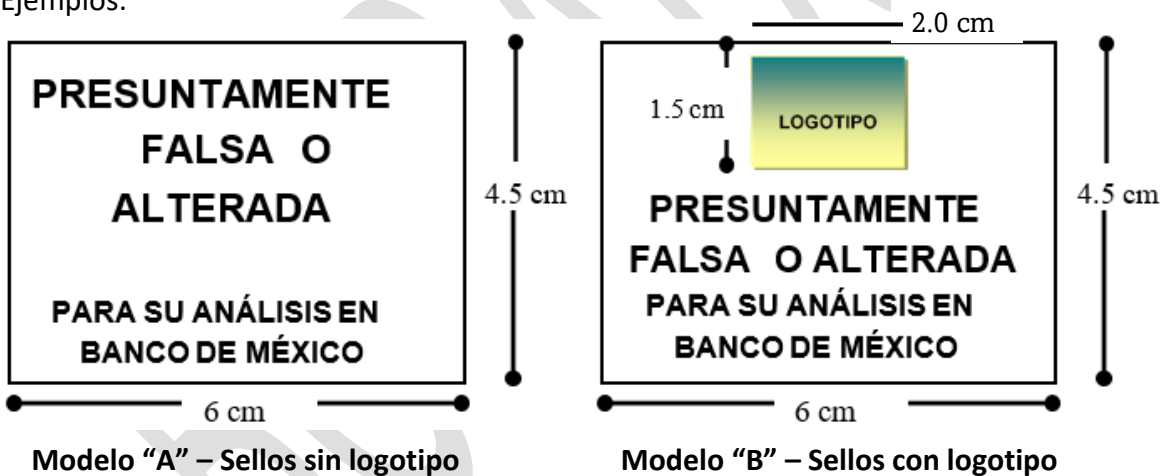 Ejemplos:
PRESUNTAMENTE
FALSA O
ALTERADA
PARA SU ANÁLISIS EN
BANCO DE MÉXICO
4.5 cm
6 cm
Modelo “A” – Sellos sin logotipo
2.0 cm
1.5 cm
LOGOTIPO
PRESUNTAMENTE
FALSA O ALTERADA
PARA SU ANÁLISIS EN
BANCO DE MÉXICO
4.5 cm
6 cm
Modelo “B” – Sellos con logotipo